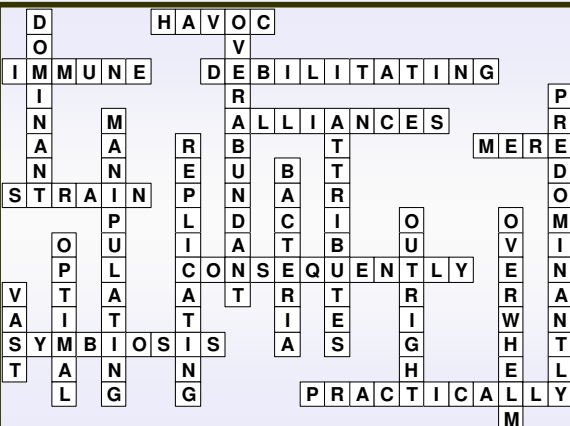 HAVOC
DOMINANT
OVERABUNDANT
IMMUNE
DEBILITATING
PREDOMINANTLY
MANIPULATING
ALLIANCES
ATTRIBUTES
REPLICATING
MERE
BACTERIA
STRAIN
OUTRIGHT
OVERWHELM
OPTIMAL
CONSEQUENTLY
VAST
SYMBIOSIS
PRACTICALLY